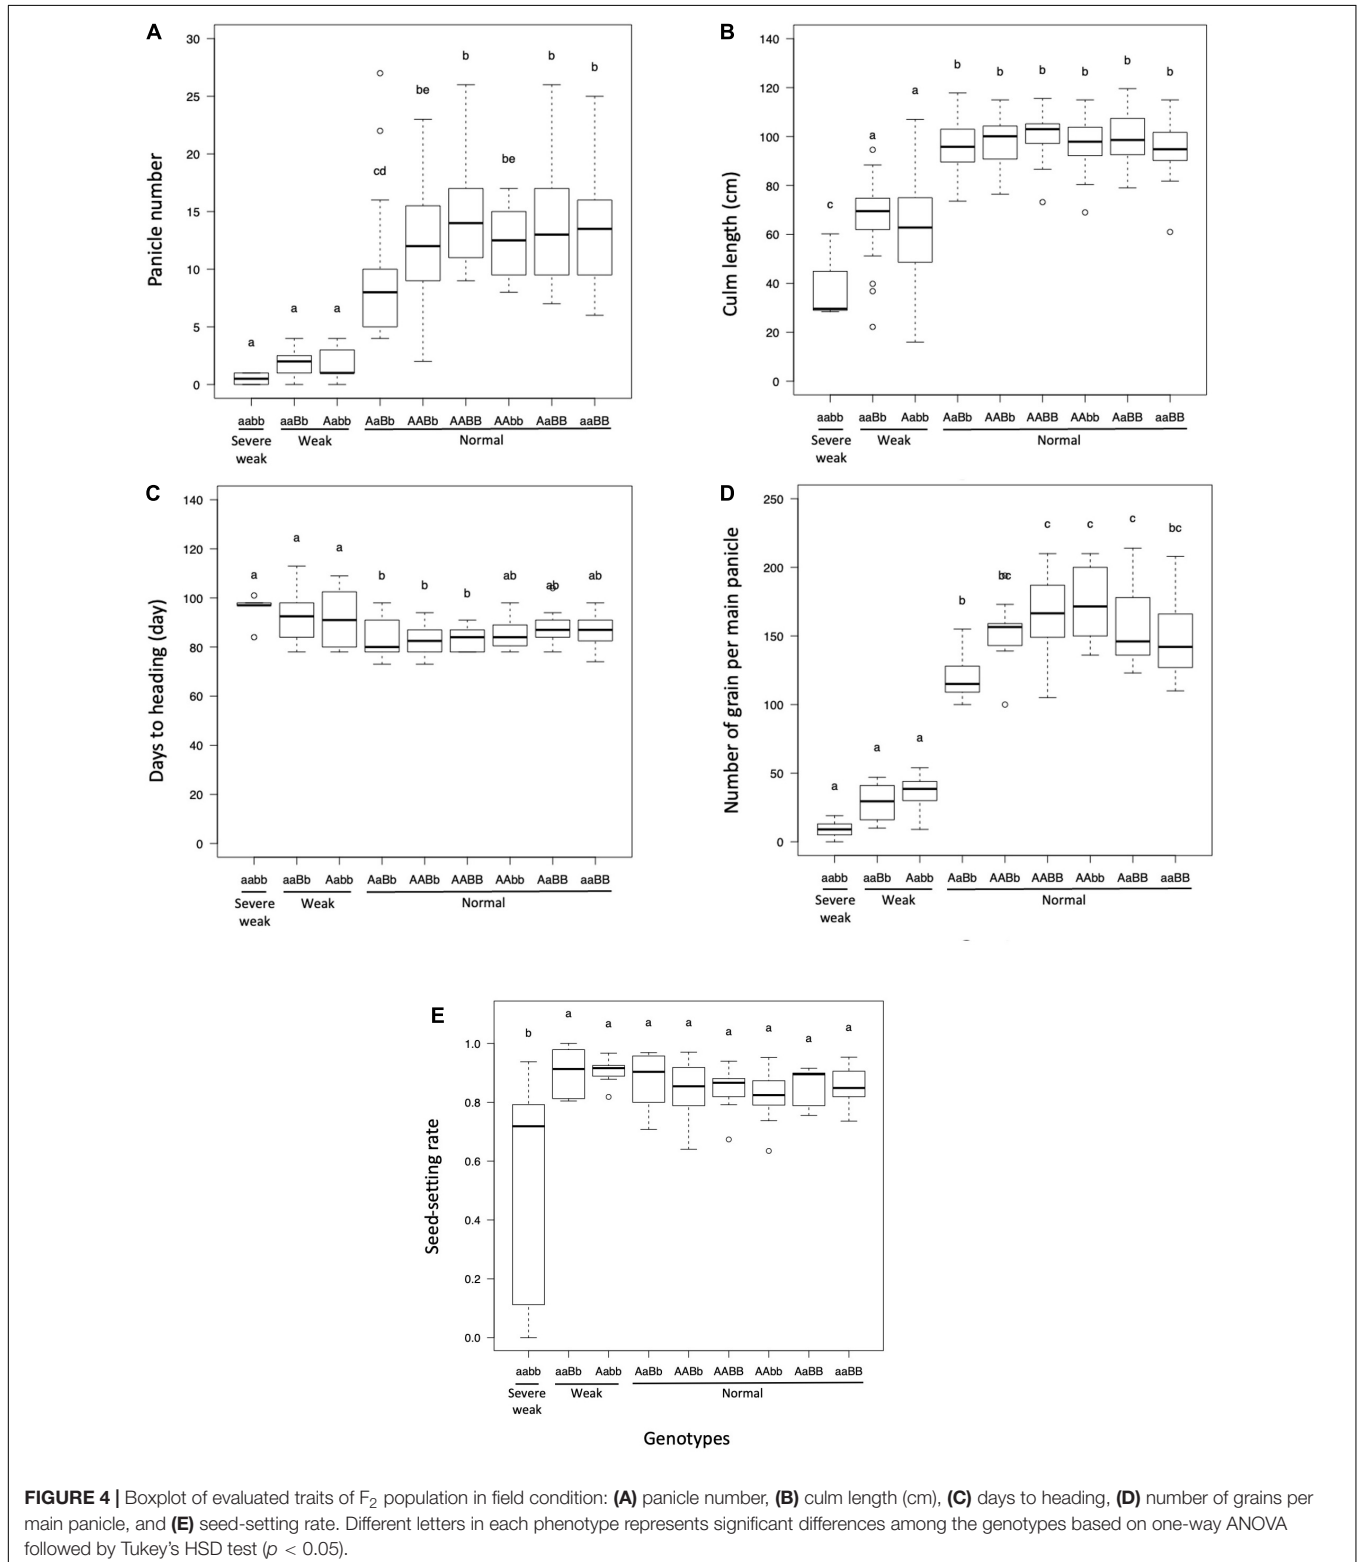 A
30
25
20
15
10
5
0
Panicle number
a
a
a
cd
be
b
be
b
b
aabb aaBb Aabb AaBb AABb AABB AAbb AaBB aaBB
Severe weak
Weak
Normal
B
140
120
100
80
60
40
20
0
Culm length (cm)
c
a
a
b
b
b
b
b
b
aabb aaBb Aabb AaBb AABb AABB AAbb AaBB aaBB
Severe weak
Weak
Normal
C
140
120
100
80
60
40
20
0
Days to heading (day)
a
a
a
b
b
b
ab
ab
ab
aabb aaBb Aabb AaBb AABb AABB AAbb AaBB aaBB
Severe weak
Weak
Normal
D
250
200
150
100
50
0
Number of grain per main panicle
a
a
a
b
bc
c
c
c
bc
aabb aaBb Aabb AaBb AABb AABB AAbb AaBB aaBB
Severe weak
Weak
Normal
E
1.0
0.8
0.6
0.4
0.2
0.0
Seed-setting rate
b
a
a
a
a
a
a
a
a
aabb aaBb Aabb AaBb AABb AABB AAbb AaBB aaBB
Severe weak
Weak
Normal
Genotypes
FIGURE 4 | Boxplot of evaluated traits of F₂ population in field condition: (A) panicle number, (B) culm length (cm), (C) days to heading, (D) number of grains per
main panicle, and (E) seed-setting rate. Different letters in each phenotype represents significant differences among the genotypes based on one-way ANOVA
followed by Tukey's HSD test (p < 0.05).